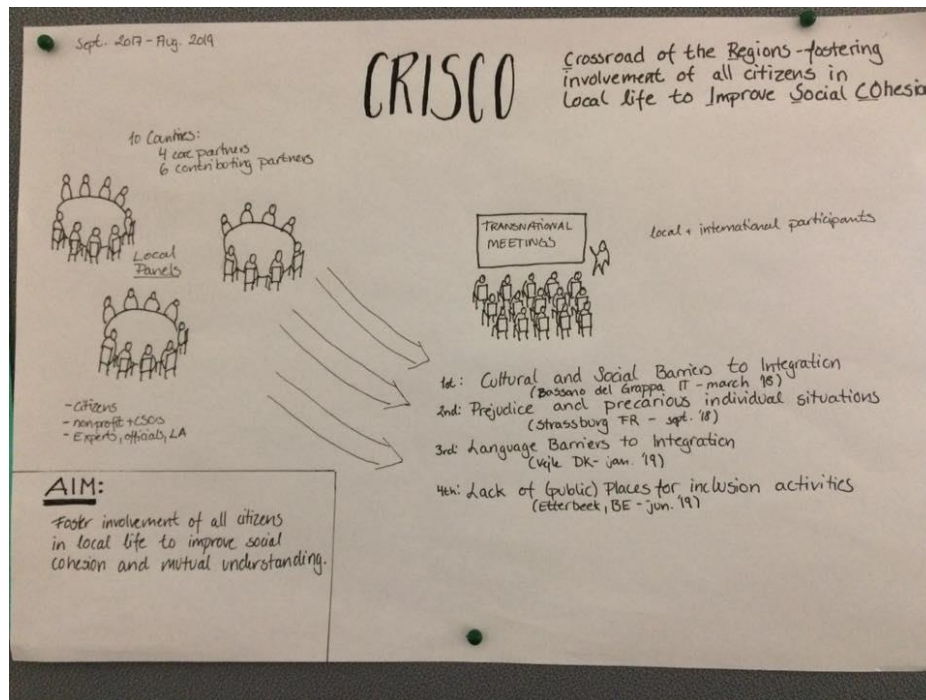 Sept. 2017 - Aug. 2019
CRISCO
Crossroad of the Regions - fostering
involvement of all citizens in
Local life to Improve Social COhesio
10 Countries:
4 core partners
6 contributing partners
Local
Panels
- Citizens
- nonprofit + CSOs
- Experts, officials, LA
TRANSNATIONAL
MEETINGS
local + international participants
1st: Cultural and Social Barriers to Integration
(Bassano del Grappa IT - march '18)
2nd: Prejudice and precarious individual situations
(Strassburg FR - sept. '18)
3rd: Language Barriers to Integration
(Vejle DK - jan. '19)
4th: Lack of (public) Places for inclusion activities
(Etterbeek, BE - jun. '19)
AIM:
Foster involvement of all citizens
in local life to improve social
cohesion and mutual understanding.